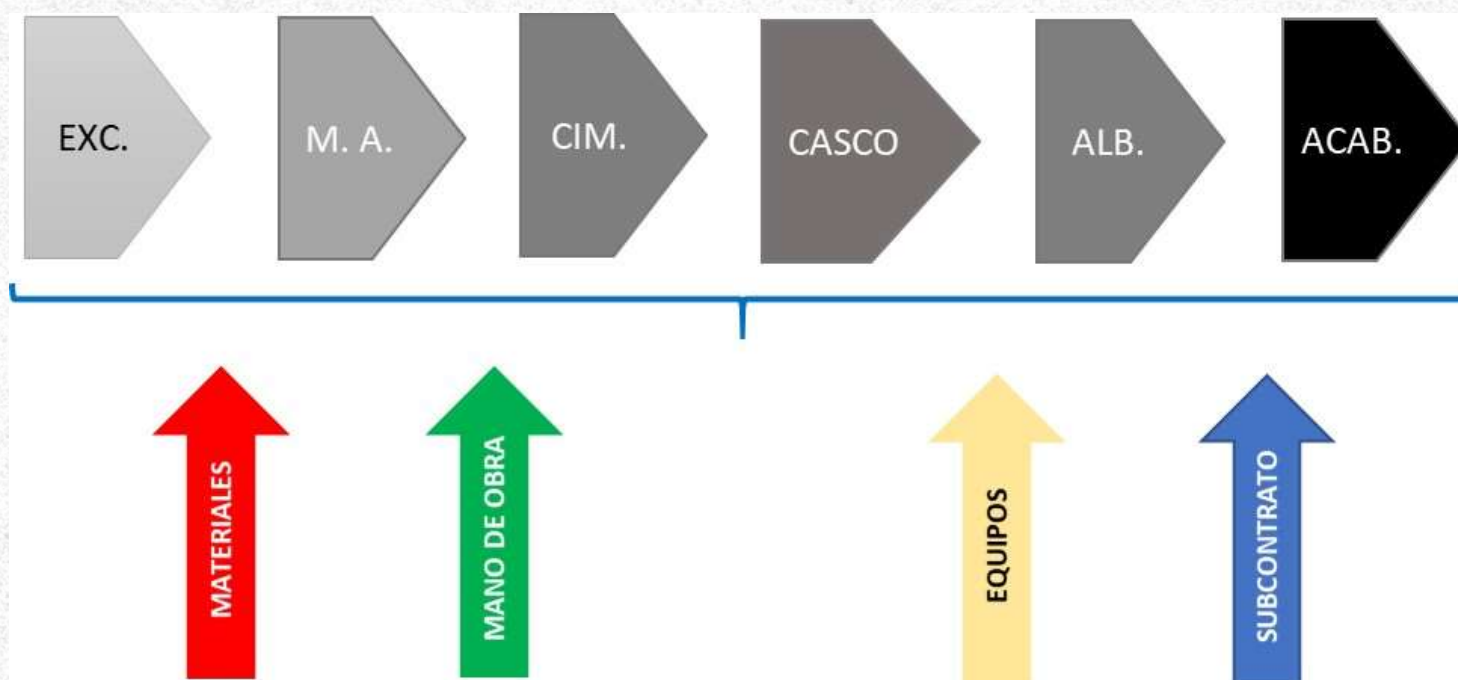 EXC.
M. A.
CIM.
CASCO
ALB.
ACAB.
MATERIALES
MANO DE OBRA
EQUIPOS
SUBCONTRATO